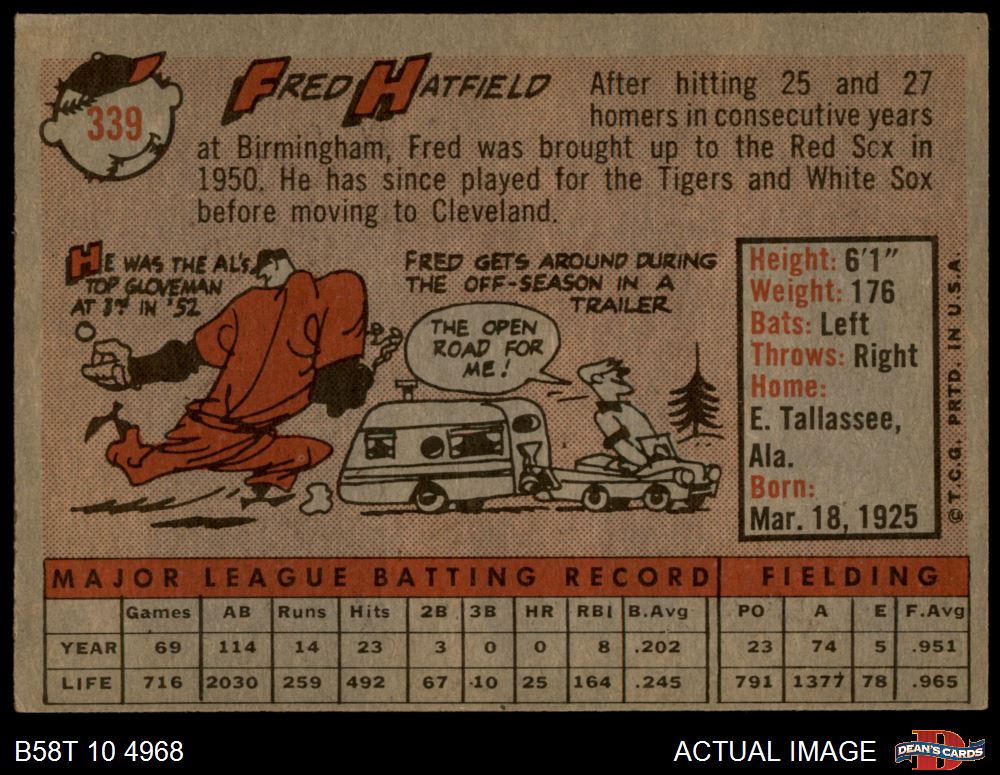 339
FRED HATFIELD
After hitting 25 and 27
homers in consecutive years
at Birmingham, Fred was brought up to the Red Scx in
1950. He has since played for the Tigers and White Sox
before moving to Cleveland.
HE WAS THE AL'S
TOP GLOVEMAN
AT 3RD IN '52
FRED GETS AROUND DURING
THE OFF-SEASON IN A
TRAILER
THE OPEN
ROAD FOR
ME!
Height: 6'1"
Weight: 176
Bats: Left
Throws: Right
Home:
E. Tallassee,
Ala.
Born:
Mar. 18, 1925
© T.C.G. PRTD. IN U.S.A.
MAJOR LEAGUE BATTING RECORD FIELDING
Games AB Runs Hits 2B 3B HR RBI B.Avg PO A E F.Avg
YEAR 69 114 14 23 3 0 0 8 .202 23 74 5 .951
LIFE 716 2030 259 492 67 10 25 164 .245 791 1377 78 .965
B58T 10 4968
ACTUAL IMAGE
DEAN'S CARDS